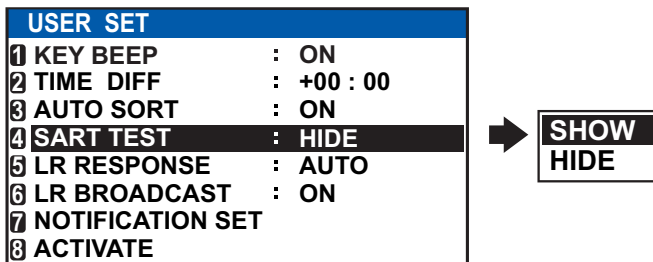 USER SET
1 KEY BEEP : ON
2 TIME DIFF : +00 : 00
3 AUTO SORT : ON
4 SART TEST : HIDE
5 LR RESPONSE : AUTO
6 LR BROADCAST : ON
7 NOTIFICATION SET
8 ACTIVATE
SHOW
HIDE